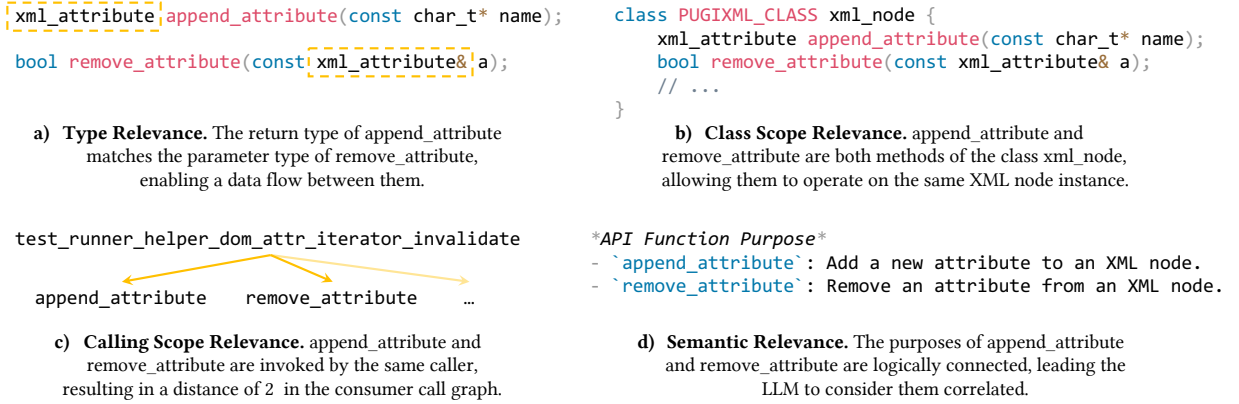 xml_attribute append_attribute(const char_t* name);
bool remove_attribute(const xml_attribute& a);
a) Type Relevance. The return type of append_attribute
matches the parameter type of remove_attribute,
enabling a data flow between them.
class PUGIXML_CLASS xml_node {
xml_attribute append_attribute(const char_t* name);
bool remove_attribute(const xml_attribute& a);
// ...
}
b) Class Scope Relevance. append_attribute and
remove_attribute are both methods of the class xml_node,
allowing them to operate on the same XML node instance.
test_runner_helper_dom_attr_iterator_invalidate
append_attribute remove_attribute …
c) Calling Scope Relevance. append_attribute and
remove_attribute are invoked by the same caller,
resulting in a distance of 2 in the consumer call graph.
*API Function Purpose*
- `append_attribute`: Add a new attribute to an XML node.
- `remove_attribute`: Remove an attribute from an XML node.
d) Semantic Relevance. The purposes of append_attribute
and remove_attribute are logically connected, leading the
LLM to consider them correlated.